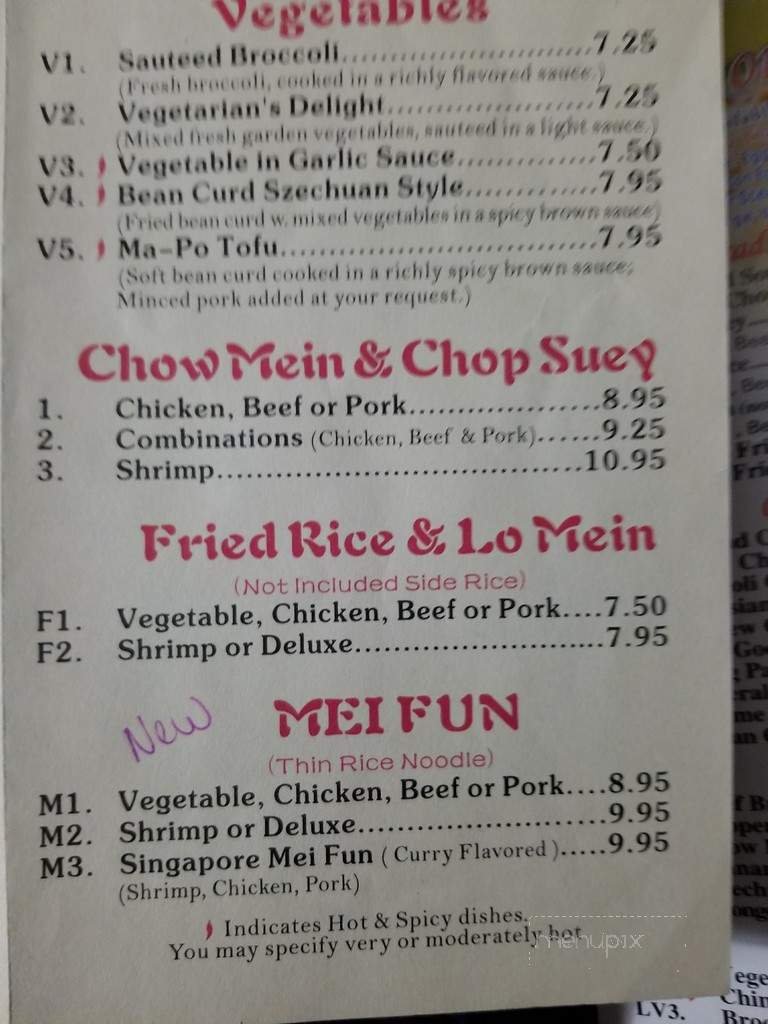 Vegetables
V1. Sauteed Broccoli..............................7.25
(Fresh broccoli, cooked in a richly flavored sauce.)
V2. Vegetarian's Delight........................7.25
(Mixed fresh garden vegetables, sauteed in a light sauce.)
V3. Vegetable in Garlic Sauce..............7.50
V4. Bean Curd Szechuan Style.............7.95
(Fried bean curd w. mixed vegetables in a spicy brown sauce)
V5. Ma-Po Tofu.....................................7.95
(Soft bean curd cooked in a richly spicy brown sauce;
Minced pork added at your request.)
Chow Mein & Chop Suey
1. Chicken, Beef or Pork....................8.95
2. Combinations (Chicken, Beef & Pork)......9.25
3. Shrimp......................................10.95
Fried Rice & Lo Mein
(Not Included Side Rice)
F1. Vegetable, Chicken, Beef or Pork....7.50
F2. Shrimp or Deluxe..........................7.95
New
MEI FUN
(Thin Rice Noodle)
M1. Vegetable, Chicken, Beef or Pork....8.95
M2. Shrimp or Deluxe..........................9.95
M3. Singapore Mei Fun ( Curry Flavored ).....9.95
(Shrimp, Chicken, Pork)
Indicates Hot & Spicy dishes.
You may specify very or moderately hot
menupix
LV3.